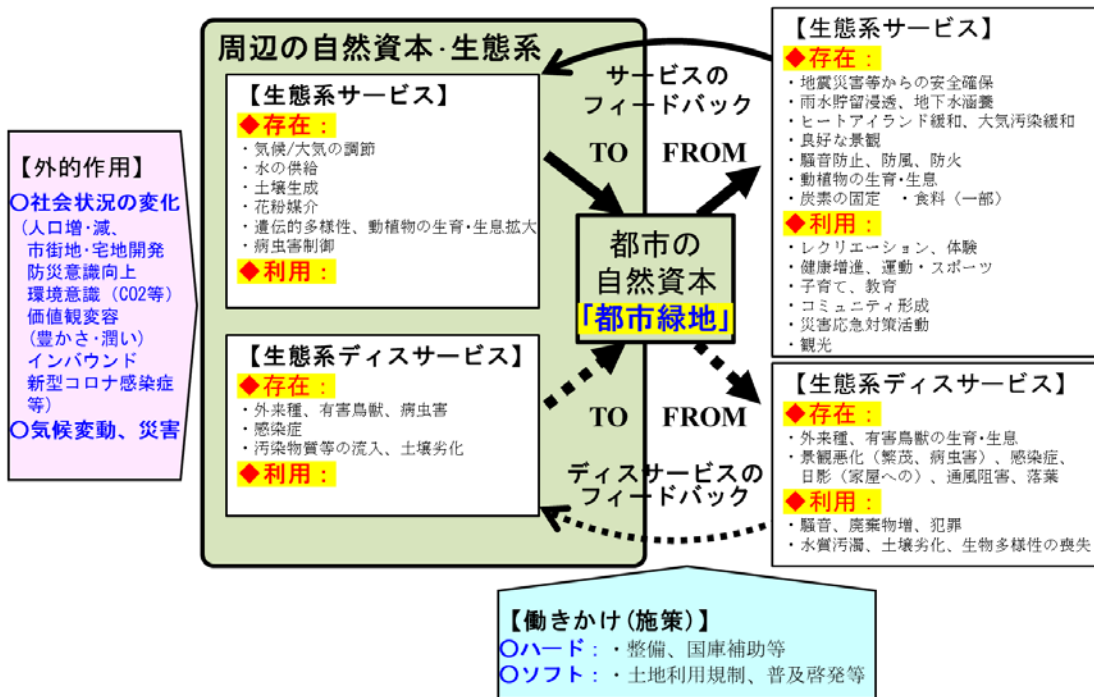 周辺の自然資本・生態系
【生態系サービス】
◆存在：
・気候/大気の調節
・水の供給
・土壌生成
・花粉媒介
・遺伝的多様性、動植物の生育・生息拡大
・病虫害制御
◆利用：
【生態系ディスサービス】
◆存在：
・外来種、有害鳥獣、病虫害
・感染症
・汚染物質等の流入、土壌劣化
◆利用：
【外的作用】
〇社会状況の変化
(人口増・減、
市街地・宅地開発
防災意識向上
環境意識（CO2等）
価値観変容
(豊かさ・潤い)
インバウンド
新型コロナ感染症
等)
〇気候変動、災害
サービスの
フィードバック
TO FROM
都市の
自然資本
「都市緑地」
TO FROM
ディスサービスの
フィードバック
【生態系サービス】
◆存在：
・地震災害等からの安全確保
・雨水貯留浸透、地下水涵養
・ヒートアイランド緩和、大気汚染緩和
・良好な景観
・騒音防止、防風、防火
・動植物の生育・生息
・炭素の固定 ・食料（一部）
◆利用：
・レクリエーション、体験
・健康増進、運動・スポーツ
・子育て、教育
・コミュニティ形成
・災害応急対策活動
・観光
【生態系ディスサービス】
◆存在：
・外来種、有害鳥獣の生育・生息
・景観悪化（繁茂、病虫害）、感染症、
日影（家屋への）、通風阻害、落葉
◆利用：
・騒音、廃棄物増、犯罪
・水質汚濁、土壌劣化、生物多様性の喪失
【働きかけ(施策)】
〇ハード：・整備、国庫補助等
〇ソフト：・土地利用規制、普及啓発等